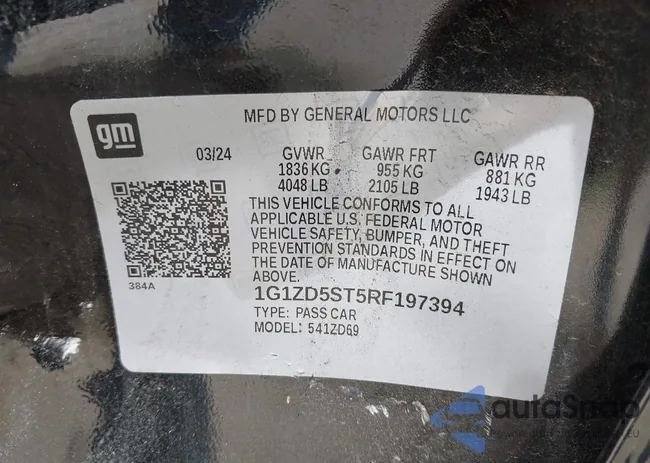 gm
MFD BY GENERAL MOTORS LLC
03/24 GVWR GAWR FRT GAWR RR
1836 KG 955 KG 881 KG
4048 LB 2105 LB 1943 LB
THIS VEHICLE CONFORMS TO ALL
APPLICABLE U.S. FEDERAL MOTOR
VEHICLE SAFETY, BUMPER, AND THEFT
PREVENTION STANDARDS IN EFFECT ON
THE DATE OF MANUFACTURE SHOWN
ABOVE.
384A
1G1ZD5ST5RF197394
TYPE: PASS CAR
MODEL: 541ZD69
autoSnap